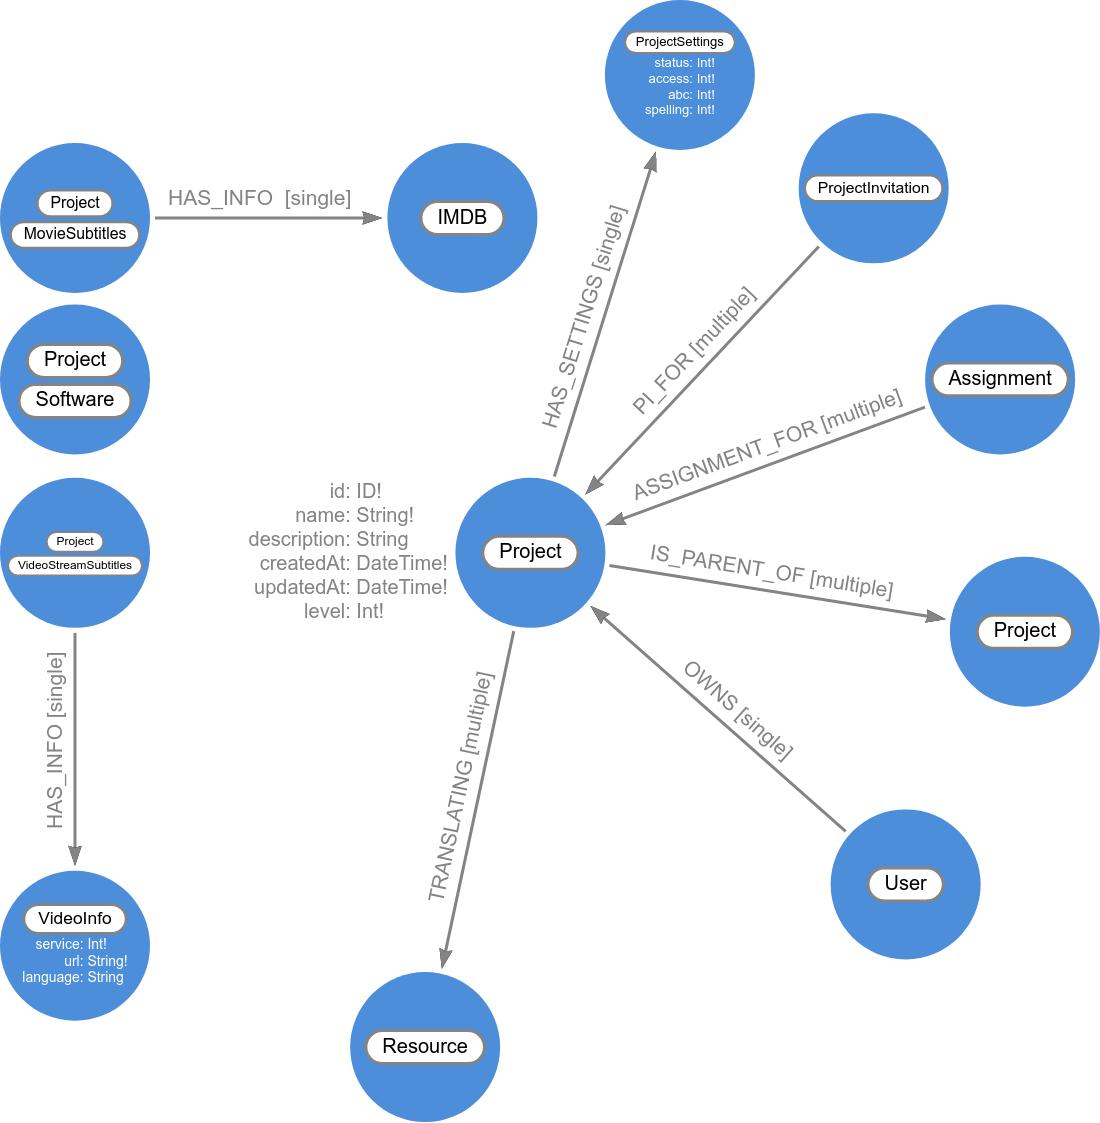 ProjectSettings
status: Int!
access: Int!
abc: Int!
spelling: Int!
ProjectInvitation
Project
MovieSubtitles
HAS_INFO  [single]
IMDB
HAS_SETTINGS [single]
PI_FOR [multiple]
Project
Software
Assignment
ASSIGNMENT_FOR [multiple]
id: ID!
name: String!
description: String
createdAt: DateTime!
updatedAt: DateTime!
level: Int!
Project
Project
VideoStreamSubtitles
IS_PARENT_OF [multiple]
Project
HAS_INFO [single]
TRANSLATING [multiple]
OWNS [single]
User
VideoInfo
service: Int!
url: String!
language: String
Resource